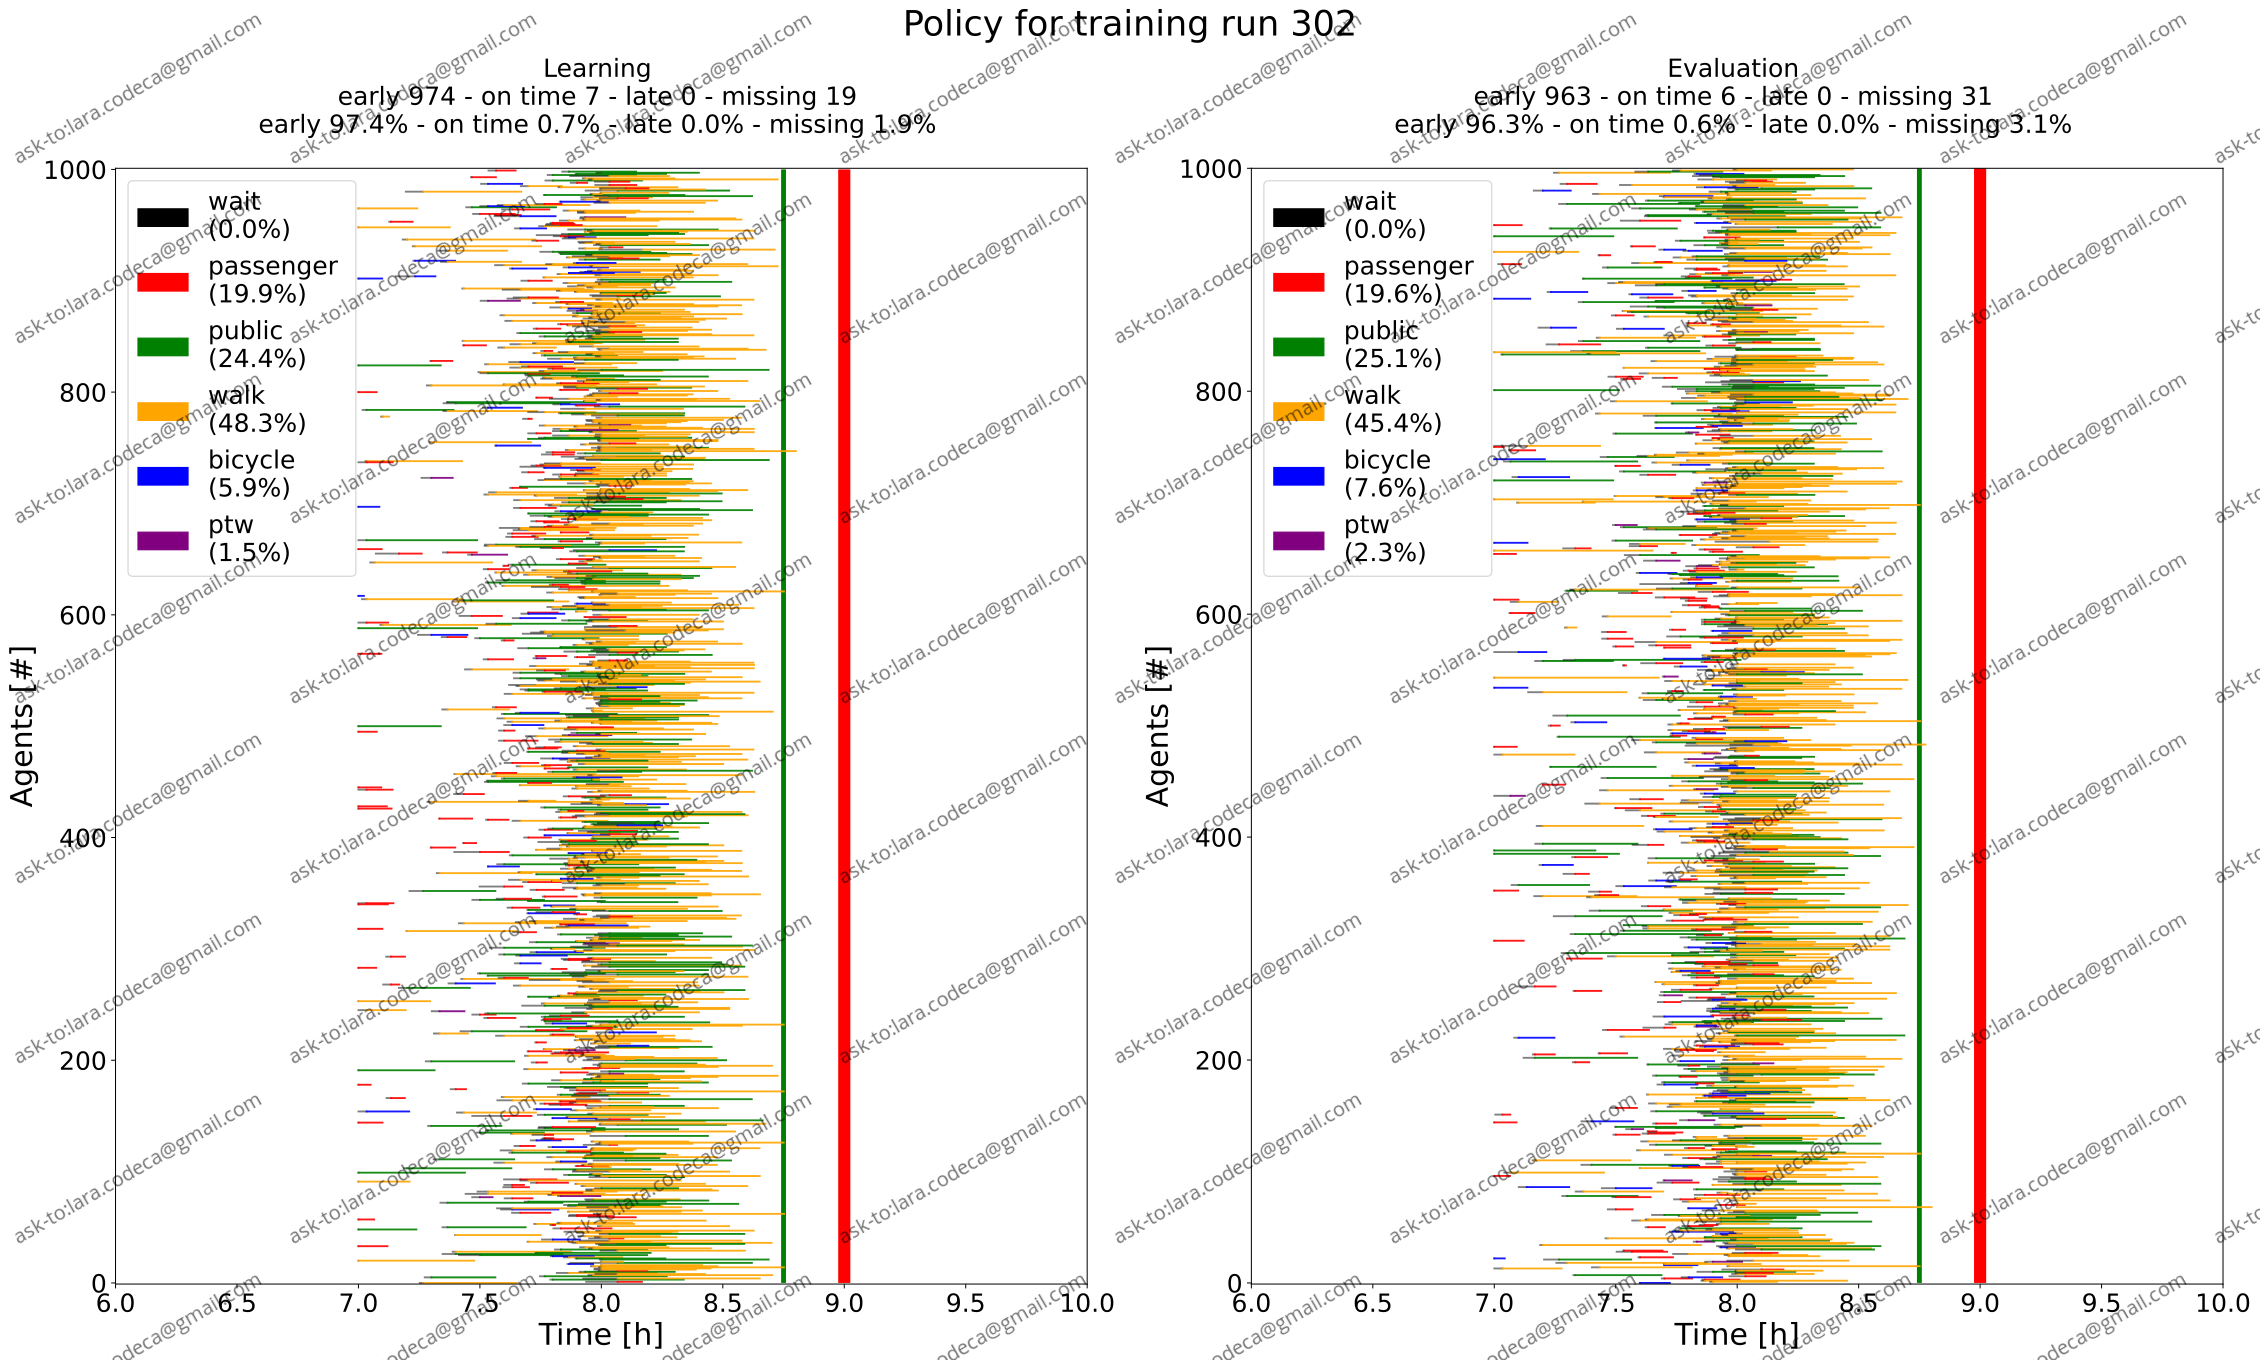 Policy for training run 302
Learning
early 974 - on time 7 - late 0 - missing 19
early 97.4% - on time 0.7% - late 0.0% - missing 1.9%
1000
800
600
400
200
0
Agents [#]
wait
(0.0%)
passenger
(19.9%)
public
(24.4%)
walk
(48.3%)
bicycle
(5.9%)
ptw
(1.5%)
6.0 6.5 7.0 7.5 8.0 8.5 9.0 9.5 10.0
Time [h]
Evaluation
early 963 - on time 6 - late 0 - missing 31
early 96.3% - on time 0.6% - late 0.0% - missing 3.1%
1000
800
600
400
200
0
Agents [#]
wait
(0.0%)
passenger
(19.6%)
public
(25.1%)
walk
(45.4%)
bicycle
(7.6%)
ptw
(2.3%)
6.0 6.5 7.0 7.5 8.0 8.5 9.0 9.5 10.0
Time [h]
ask-to:lara.codeca@gmail.com